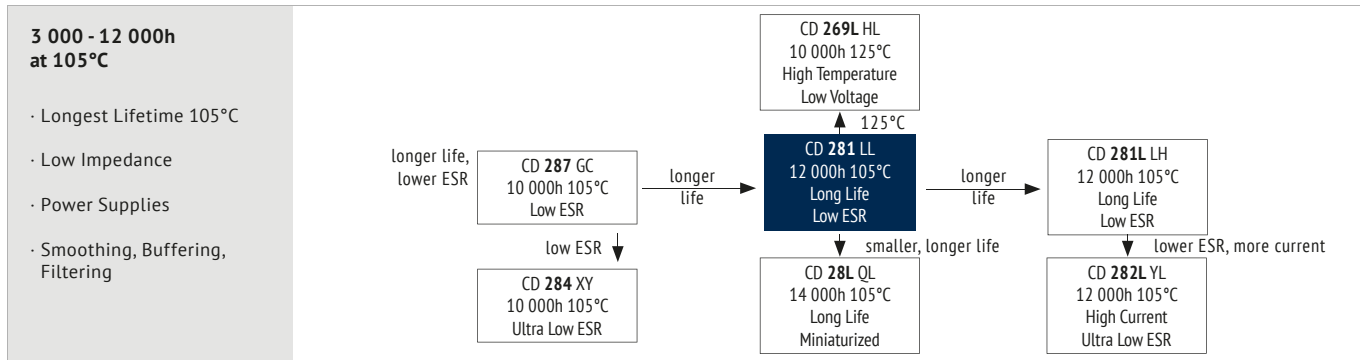 3 000 - 12 000h
at 105°C
· Longest Lifetime 105°C
· Low Impedance
· Power Supplies
· Smoothing, Buffering,
Filtering
CD 269L HL
10 000h 125°C
High Temperature
Low Voltage
125°C
longer life,
lower ESR
CD 287 GC
10 000h 105°C
Low ESR
longer
life
CD 281 LL
12 000h 105°C
Long Life
Low ESR
longer
life
CD 281L LH
12 000h 105°C
Long Life
Low ESR
low ESR
smaller, longer life
lower ESR, more current
CD 284 XY
10 000h 105°C
Ultra Low ESR
CD 28L QL
14 000h 105°C
Long Life
Miniaturized
CD 282L YL
12 000h 105°C
High Current
Ultra Low ESR